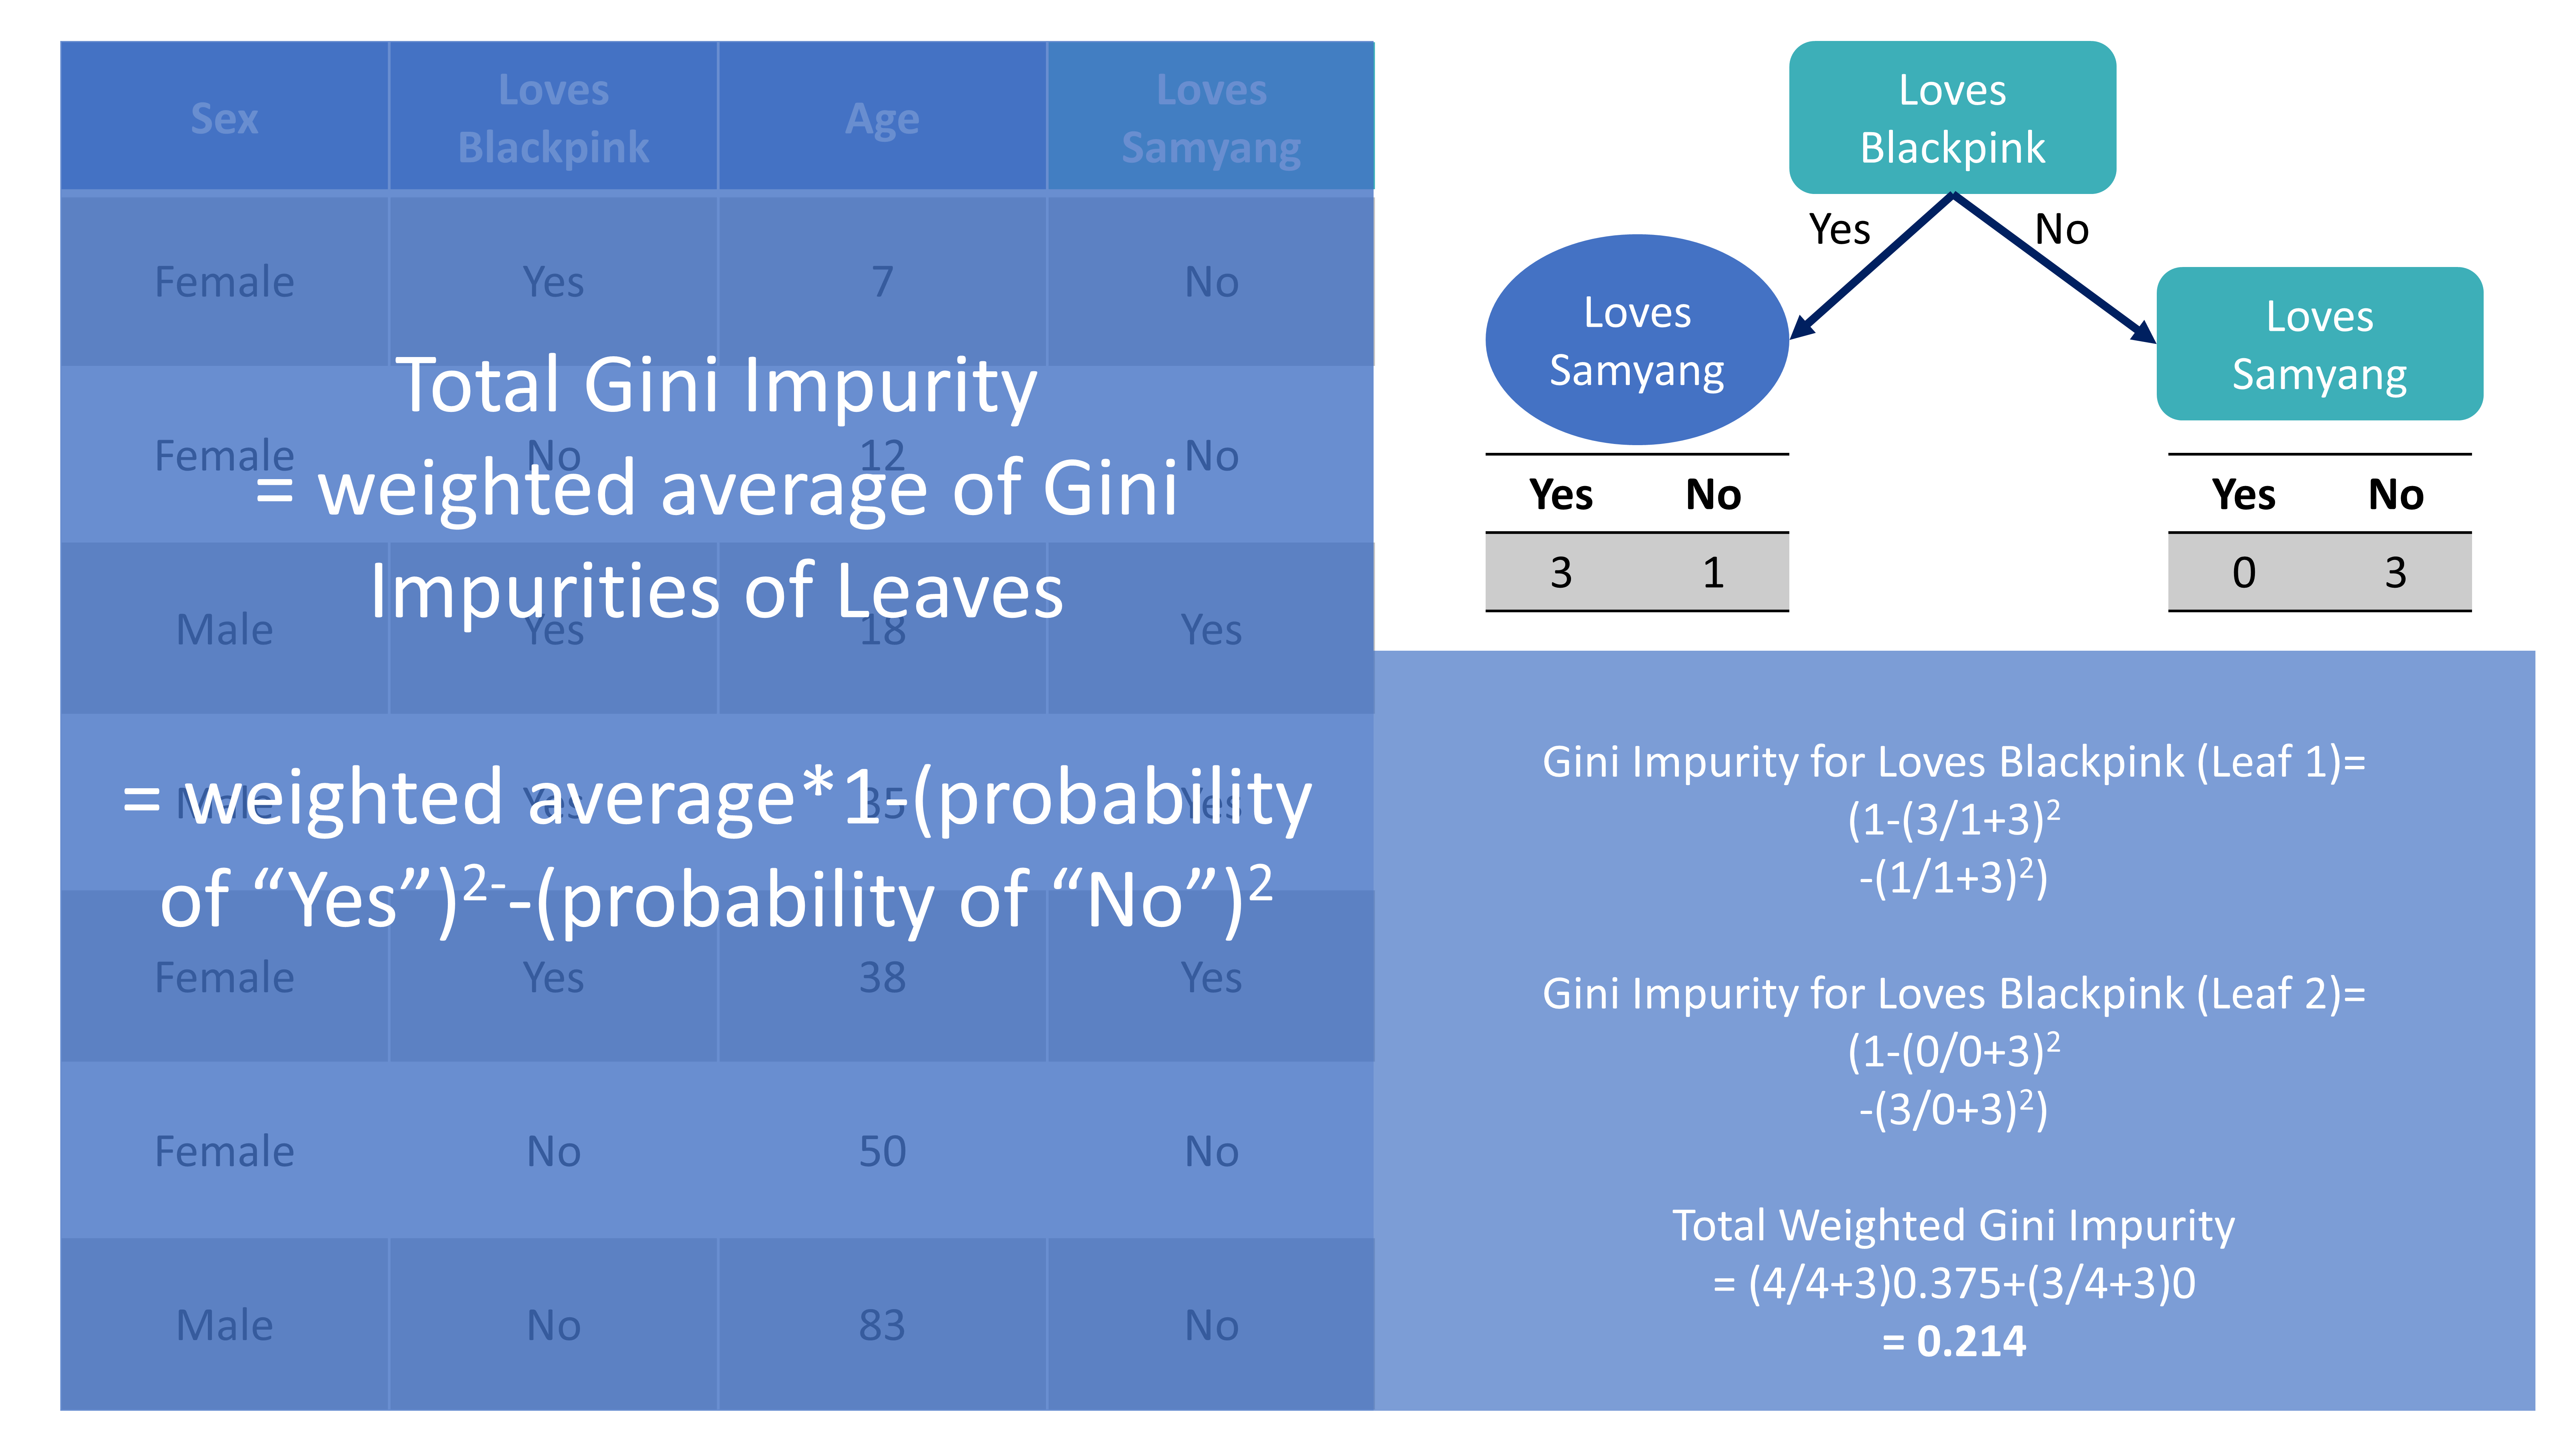 Sex Loves Blackpink Age Loves Samyang
Female Yes 7 No
Female No 12 No
Male Yes 18 Yes
Male Yes 35 Yes
Female Yes 38 Yes
Female No 50 No
Male No 83 No
Total Gini Impurity
= weighted average of Gini
Impurities of Leaves
= weighted average*1-(probability
of “Yes”)²⁻-(probability of “No”)²
Loves
Blackpink
Yes No
Loves
Samyang
Yes No
3 1
Loves
Samyang
Yes No
0 3
Gini Impurity for Loves Blackpink (Leaf 1)=
(1-(3/1+3)²
-(1/1+3)²)
Gini Impurity for Loves Blackpink (Leaf 2)=
(1-(0/0+3)²
-(3/0+3)²)
Total Weighted Gini Impurity
= (4/4+3)0.375+(3/4+3)0
= 0.214